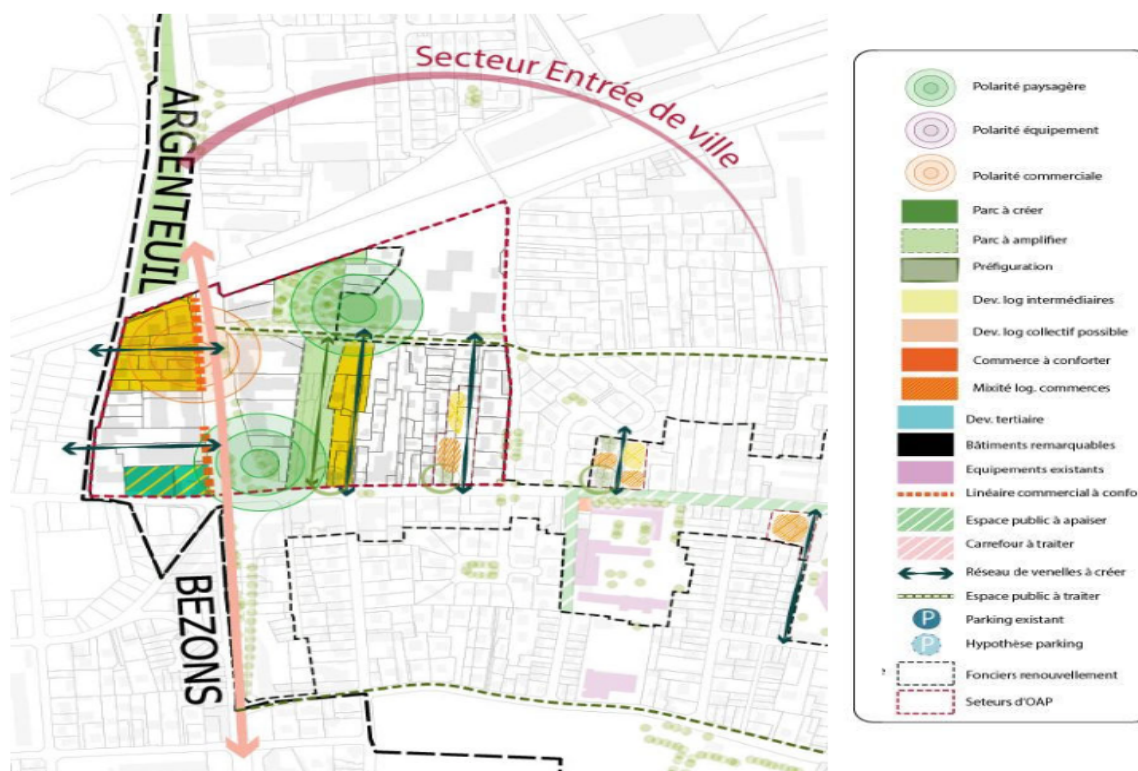 Secteur Entrée de ville
ARGENTEUIL
BEZONS
Polarité paysagère
Polarité équipement
Polarité commerciale
Parc à créer
Parc à amplifier
Préfiguration
Dev. log intermédiaires
Dev. log collectif possible
Commerce à conforter
Mixité log. commerces
Dev. tertiaire
Bâtiments remarquables
Equipements existants
Linéaire commercial à confo
Espace public à apaiser
Carrefour à traiter
Réseau de venelles à créer
Espace public à traiter
P Parking existant
P Hypothèse parking
Fonciers renouvellement
Seteurs d'OAP